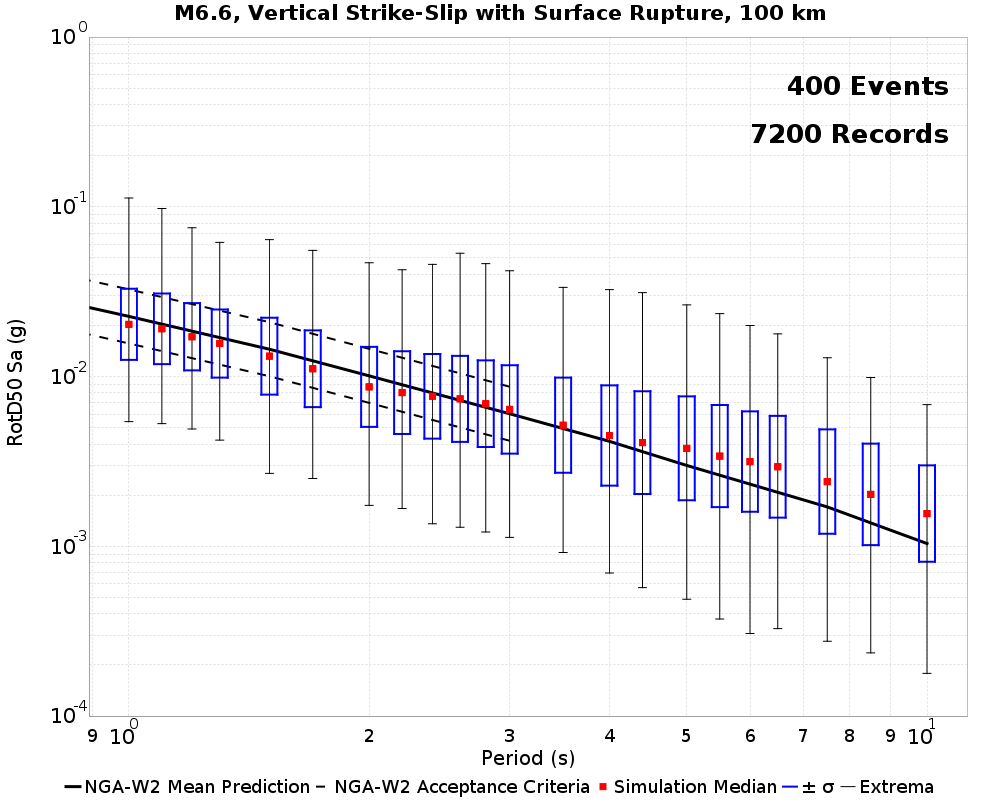 M6.6, Vertical Strike-Slip with Surface Rupture, 100 km
400 Events
7200 Records
RotD50 Sa (g)
10^0
10^-1
10^-2
10^-3
10^-4
9 10^0 2 3 4 5 6 7 8 9 10^1
Period (s)
NGA-W2 Mean Prediction NGA-W2 Acceptance Criteria Simulation Median ± σ Extrema